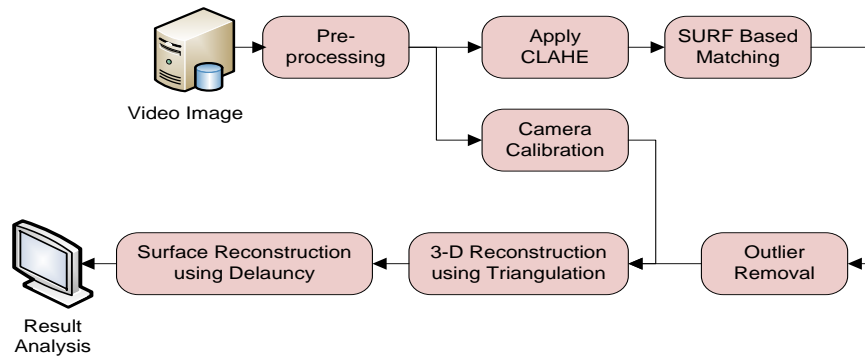 Video Image
Pre-
processing
Apply
CLAHE
SURF Based
Matching
Camera
Calibration
Outlier
Removal
3-D Reconstruction
using Triangulation
Surface Reconstruction
using Delauncy
Result
Analysis